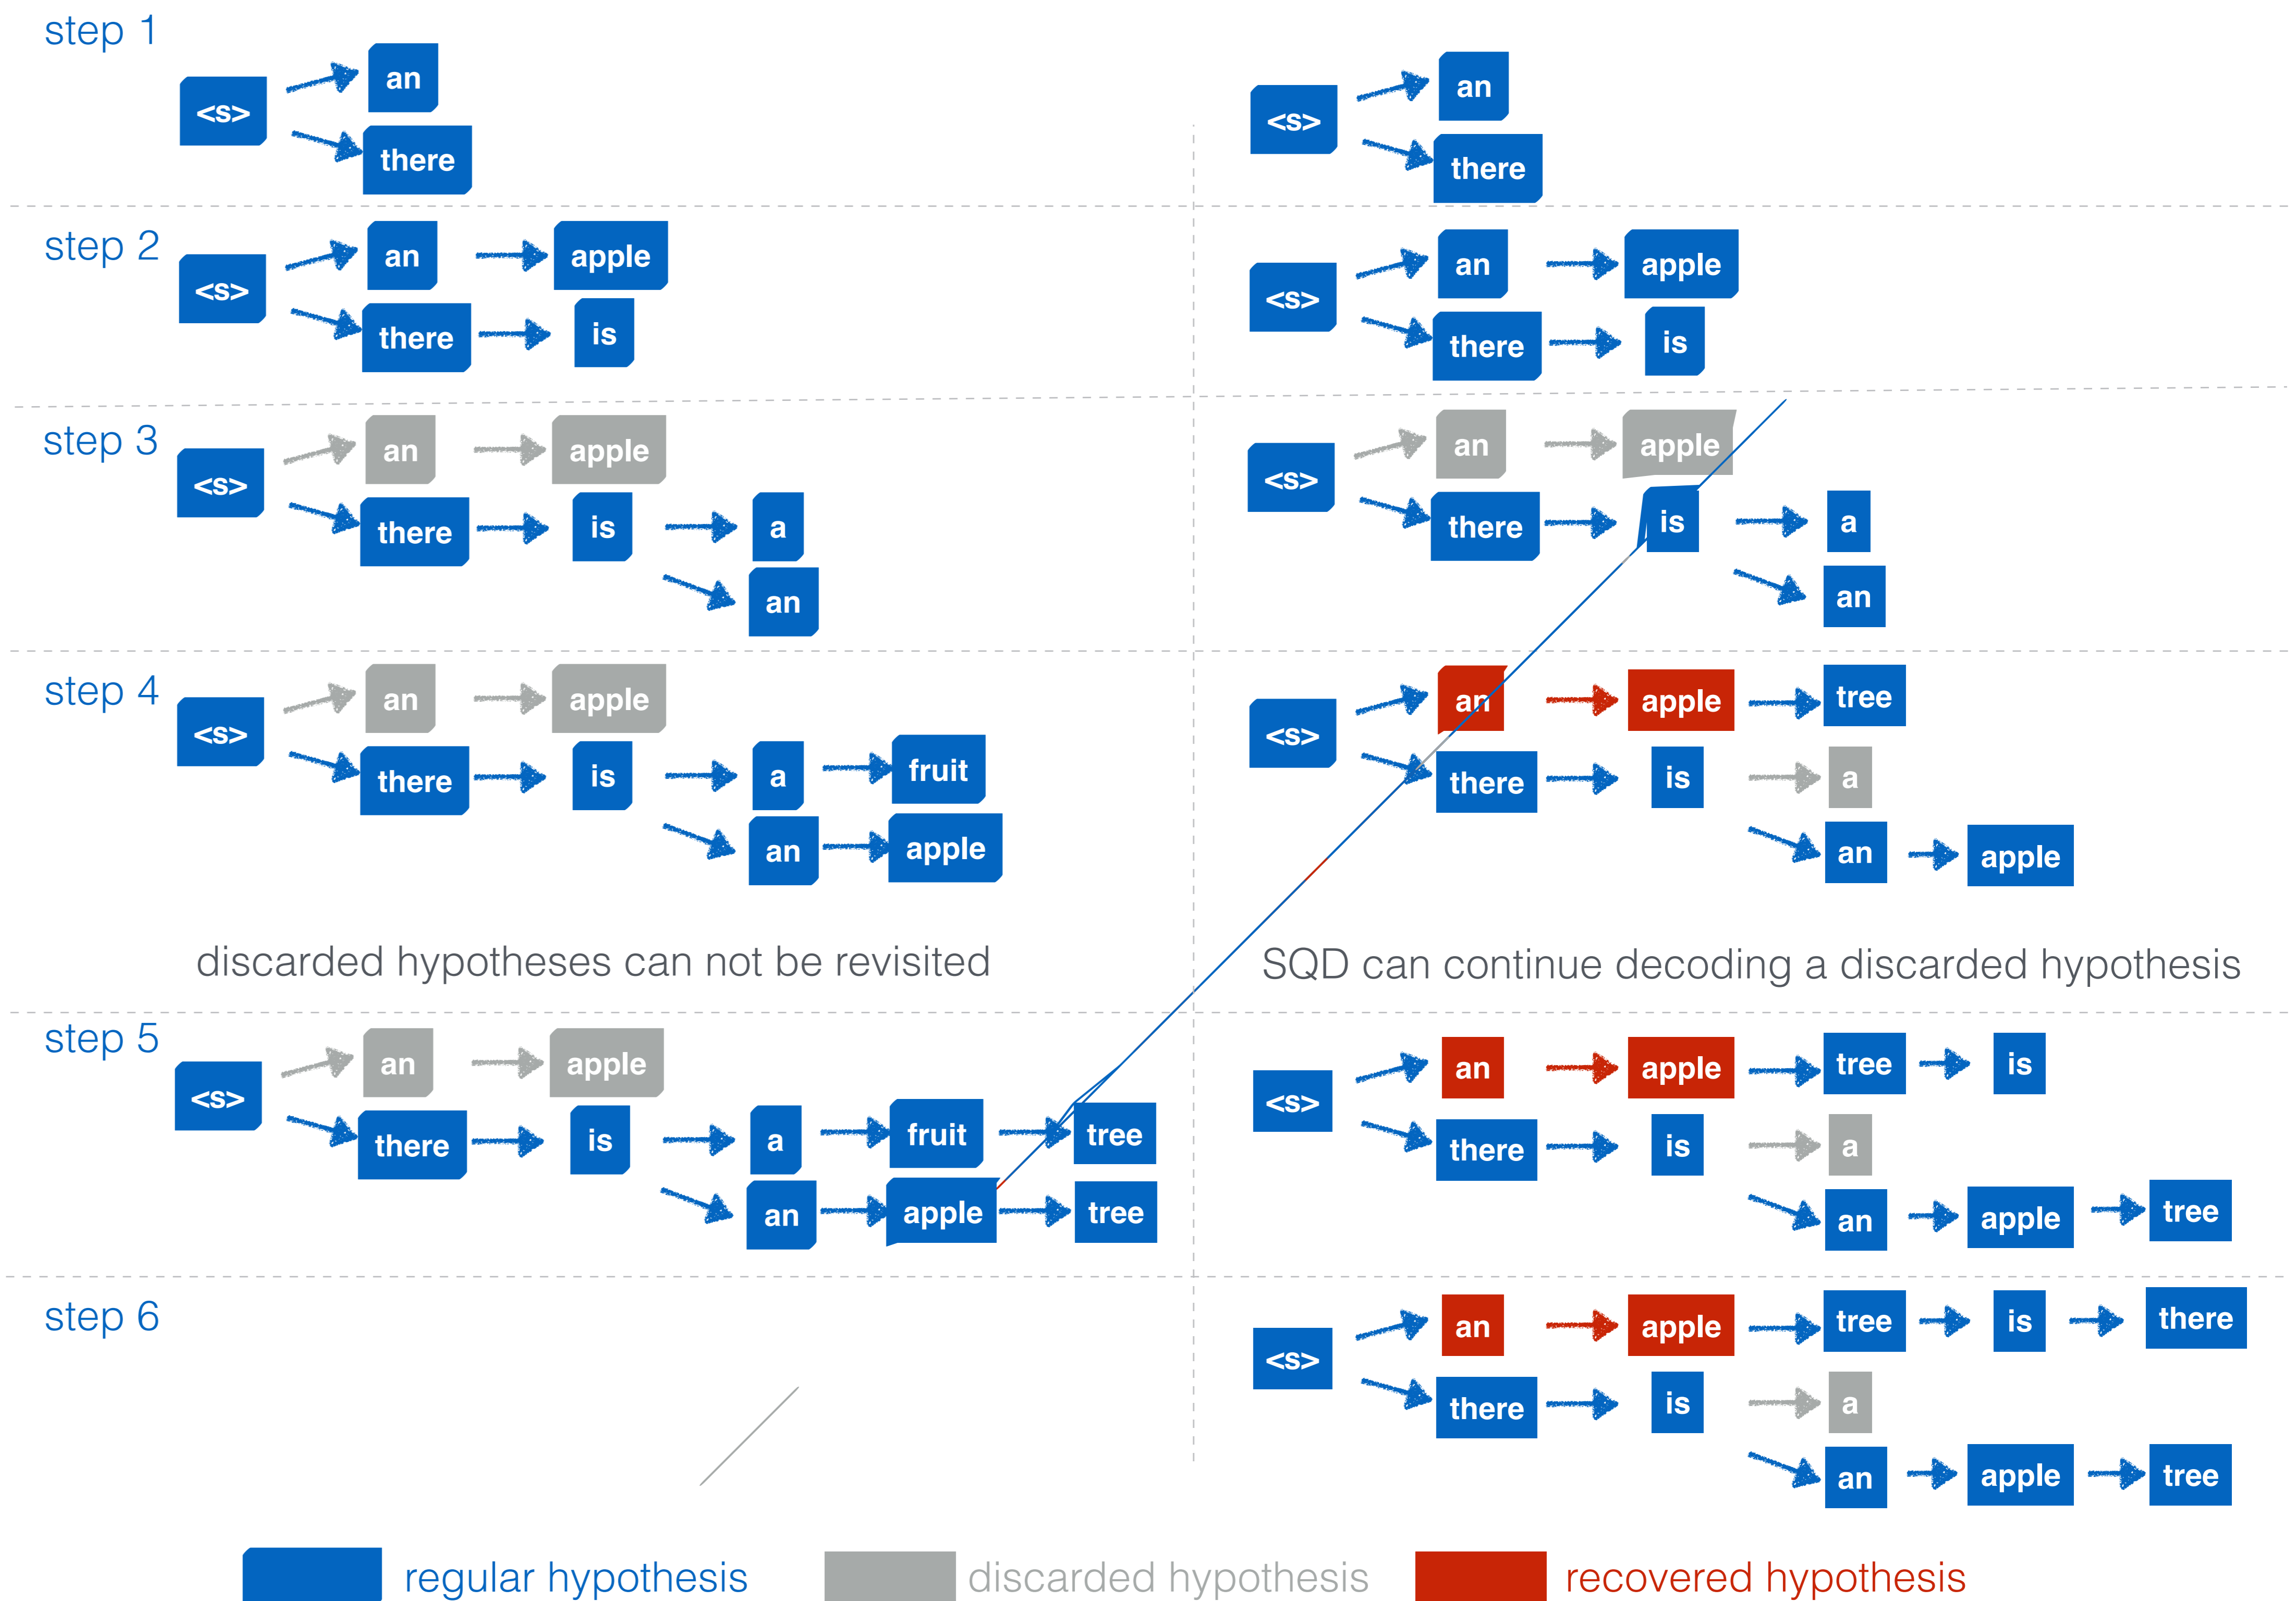 step 1
an
<s>
there
an
<s>
there
step 2
an apple
<s>
there is
an apple
<s>
there is
step 3
an apple
<s>
there is a
an
an apple
<s>
there is a
an
step 4
an apple
<s>
there is a fruit
an apple
an apple tree
<s>
there is a
an apple
discarded hypotheses can not be revisited
SQD can continue decoding a discarded hypothesis
step 5
an apple
<s>
there is a fruit tree
an apple tree
an apple tree is
<s>
there is a
an apple tree
step 6
an apple tree is there
<s>
there is a
an apple tree
regular hypothesis discarded hypothesis recovered hypothesis